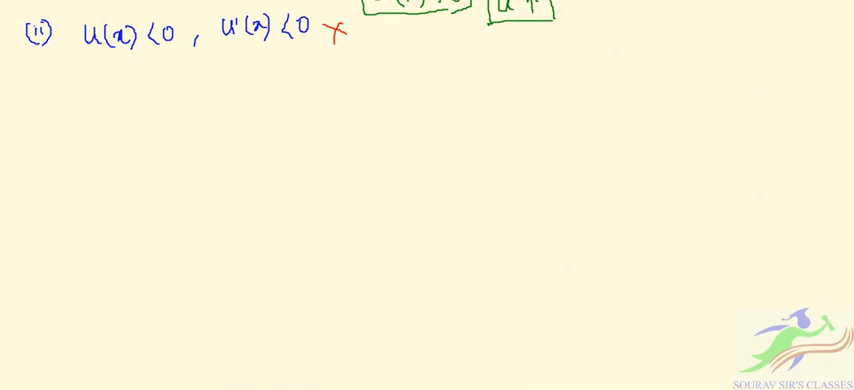 (ii) u(x) < 0 , u'(x) < 0 ×
SOURAV SIR'S CLASSES